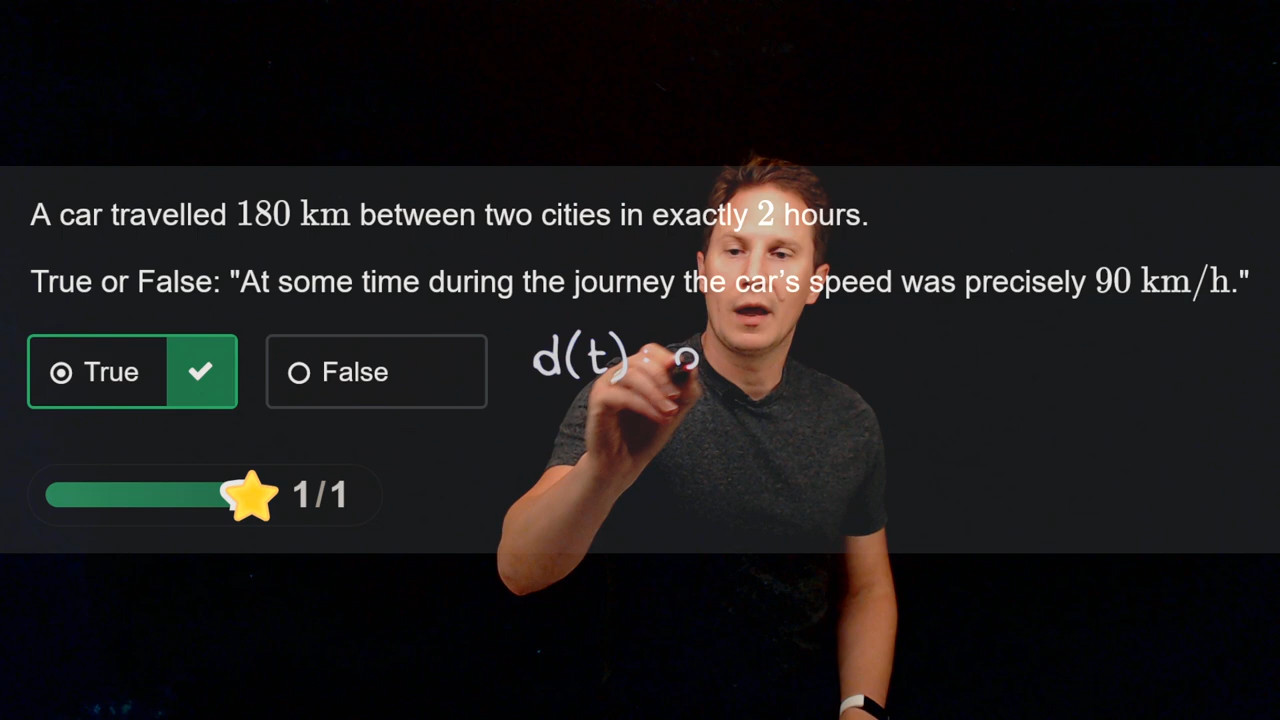 A car travelled 180 km between two cities in exactly 2 hours.
True or False: "At some time during the journey the car's speed was precisely 90 km/h."
True False d(t): o
1/1